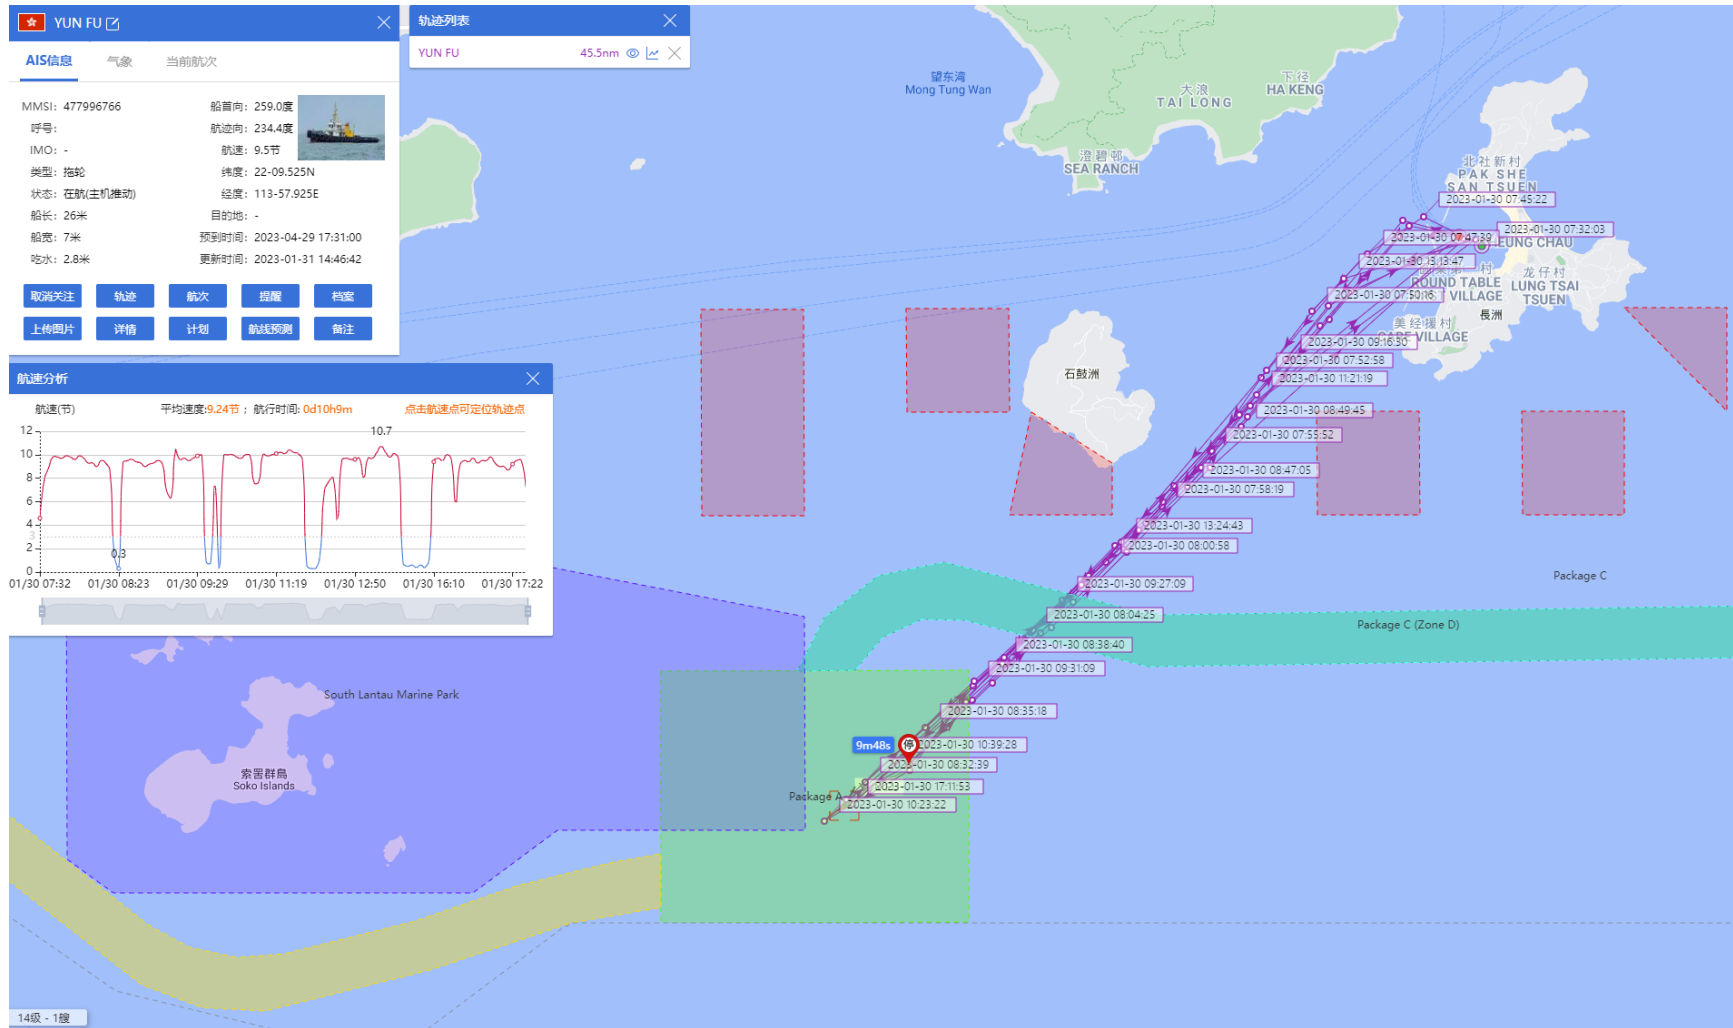 YUN FU
AIS信息 气象 当前航次
MMSI: 477996766 船首向: 259.0度
呼号: 航迹向: 234.4度
IMO: - 航速: 9.5节
类型: 拖轮 纬度: 22-09.525N
状态: 在航(主机推动) 经度: 113-57.925E
船长: 26米 目的地: -
船宽: 7米 预到时间: 2023-04-29 17:31:00
吃水: 2.8米 更新时间: 2023-01-31 14:46:42
取消关注 轨迹 航次 提醒 档案
上传图片 详情 计划 航线预测 备注
轨迹列表
YUN FU 45.5nm
航速分析
航速(节) 平均速度:9.24节 ; 航行时间: 0d10h9m 点击航速点可定位轨迹点
12
10
8
6
4
3
2
0
10.7
0.3
01/30 07:32 01/30 08:23 01/30 09:29 01/30 11:19 01/30 12:50 01/30 16:10 01/30 17:22
望东湾
Mong Tung Wan
大浪
TAI LONG
下径
HA KENG
澄碧邨
SEA RANCH
北社新村
PAK SHE
SAN TSUEN
2023-01-30 07:45:22
2023-01-30 07:32:03
2023-01-30 07:47:39
EUNG CHAU
2023-01-30 13:13:47
村
ROUND TABLE
VILLAGE
龙仔村
LUNG TSAI
TSUEN
2023-01-30 07:50:16
長洲
美经援村
CARE VILLAGE
2023-01-30 09:16:30
2023-01-30 07:52:58
2023-01-30 11:21:19
石鼓洲
2023-01-30 08:49:45
2023-01-30 07:55:52
2023-01-30 08:47:05
2023-01-30 07:58:19
2023-01-30 13:24:43
2023-01-30 08:00:58
2023-01-30 09:27:09
Package C
2023-01-30 08:04:25
Package C (Zone D)
2023-01-30 08:38:40
2023-01-30 09:31:09
South Lantau Marine Park
2023-01-30 08:35:18
9m48s 停 2023-01-30 10:39:28
2023-01-30 08:32:39
索罟群島
Soko Islands
2023-01-30 17:11:53
Package A
2023-01-30 10:23:22
14级 - 1艘